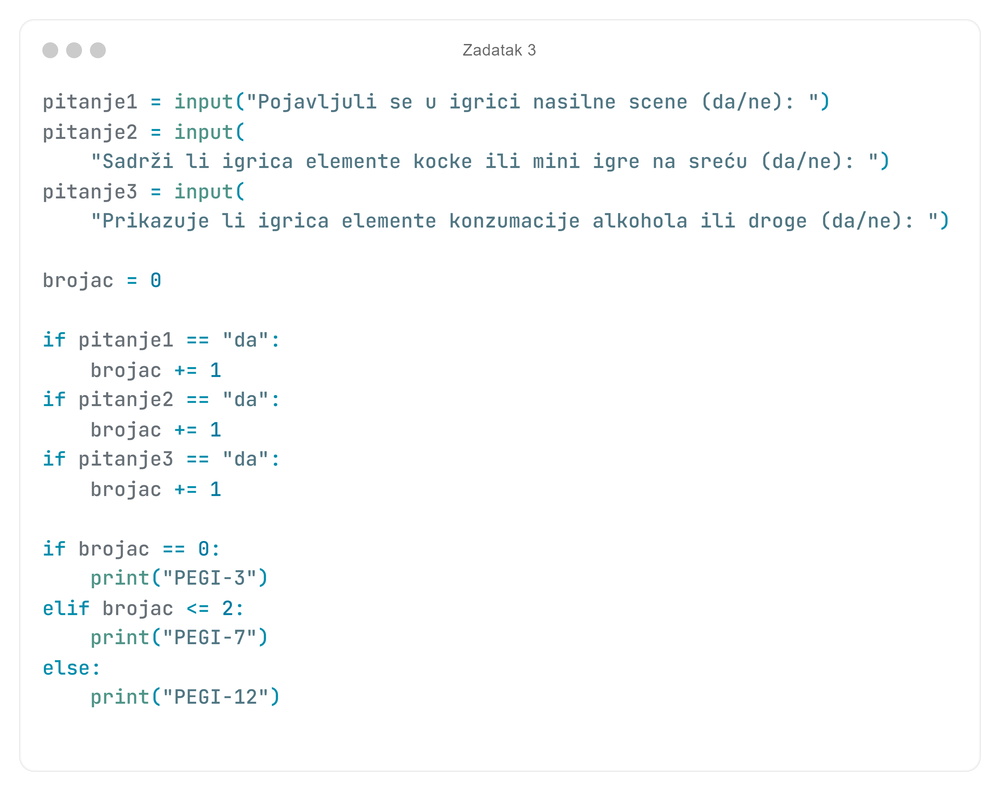 Zadatak 3
pitanje1 = input("Pojavljuli se u igrici nasilne scene (da/ne): ")
pitanje2 = input(
    "Sadrži li igrica elemente kocke ili mini igre na sreću (da/ne): ")
pitanje3 = input(
    "Prikazuje li igrica elemente konzumacije alkohola ili droge (da/ne): ")

brojac = 0

if pitanje1 == "da":
    brojac += 1
if pitanje2 == "da":
    brojac += 1
if pitanje3 == "da":
    brojac += 1

if brojac == 0:
    print("PEGI-3")
elif brojac <= 2:
    print("PEGI-7")
else:
    print("PEGI-12")